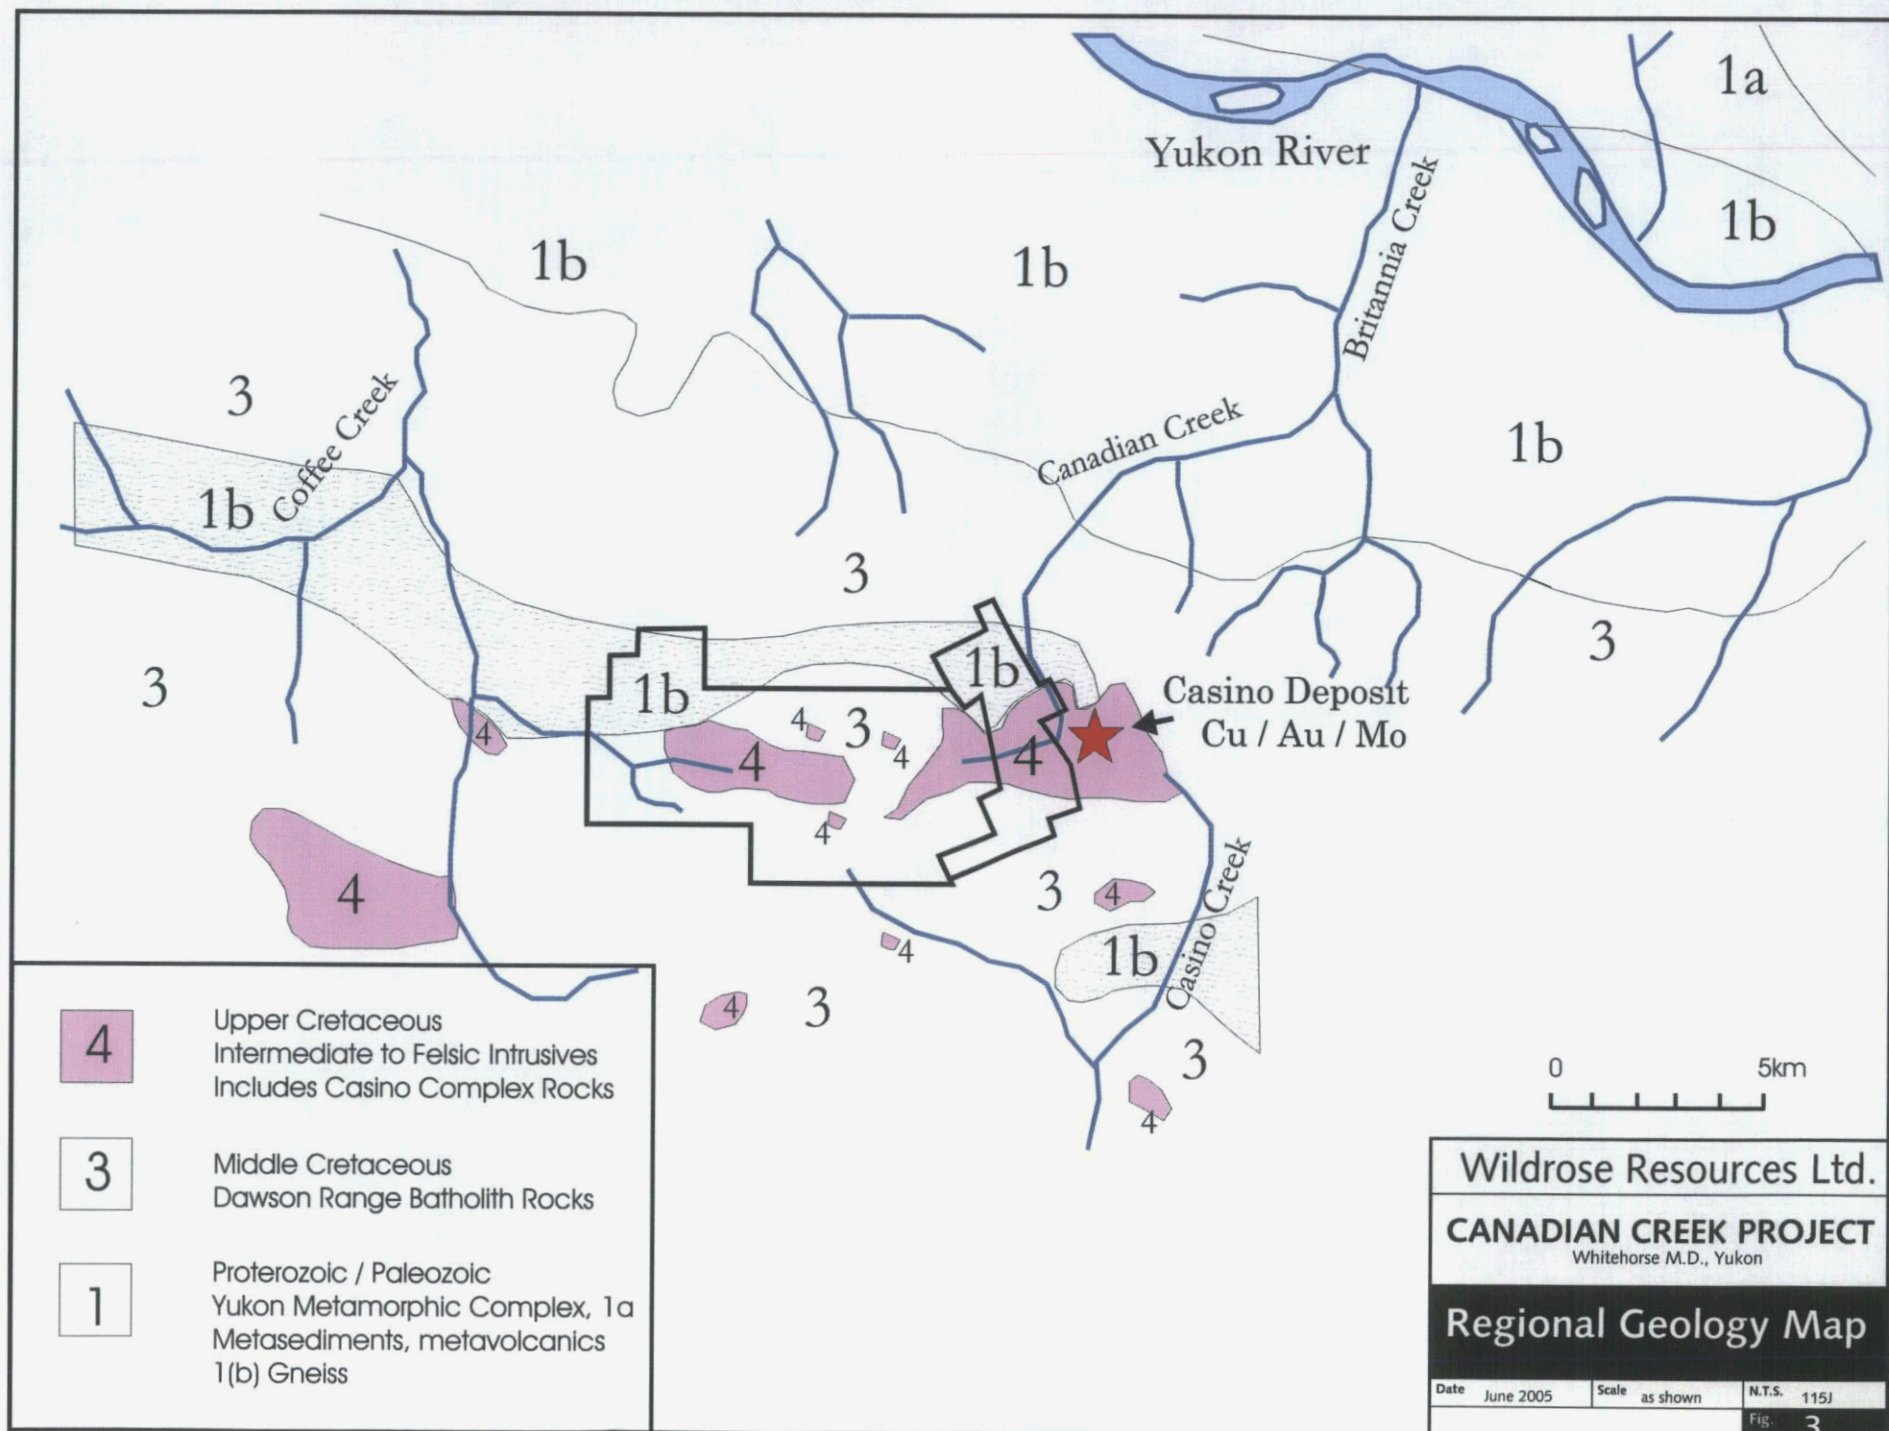 1a
Yukon River
Britannia Creek
1b
1b
1b
3
Coffee Creek
Canadian Creek
1b
1b
3
3
3
1b
1b
Casino Deposit
Cu / Au / Mo
4
4
3
4
4
4
4
4
3
4
Casino Creek
4
1b
4
4
3
3
4
4
Upper Cretaceous
Intermediate to Felsic Intrusives
Includes Casino Complex Rocks
3
Middle Cretaceous
Dawson Range Batholith Rocks
1
Proterozoic / Paleozoic
Yukon Metamorphic Complex, 1a
Metasediments, metavolcanics
1(b) Gneiss
0 5km
Wildrose Resources Ltd.
CANADIAN CREEK PROJECT
Whitehorse M.D., Yukon
Regional Geology Map
Date June 2005 Scale as shown N.T.S. 115J
Fig. 3